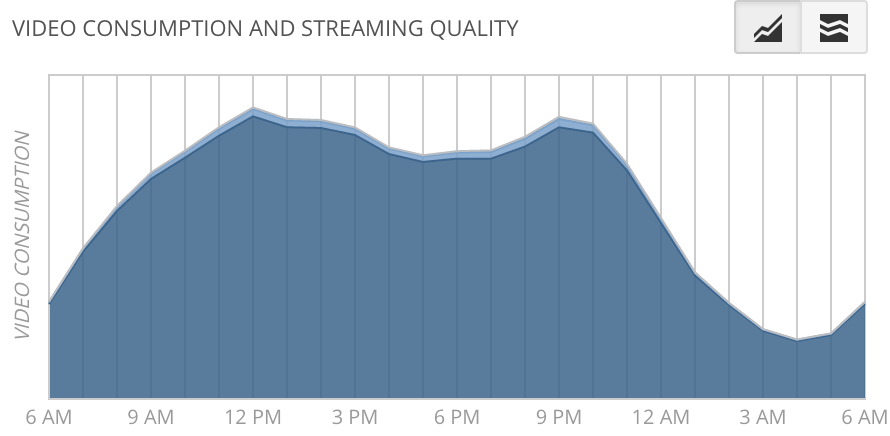 VIDEO CONSUMPTION AND STREAMING QUALITY
VIDEO CONSUMPTION
6 AM 9 AM 12 PM 3 PM 6 PM 9 PM 12 AM 3 AM 6 AM